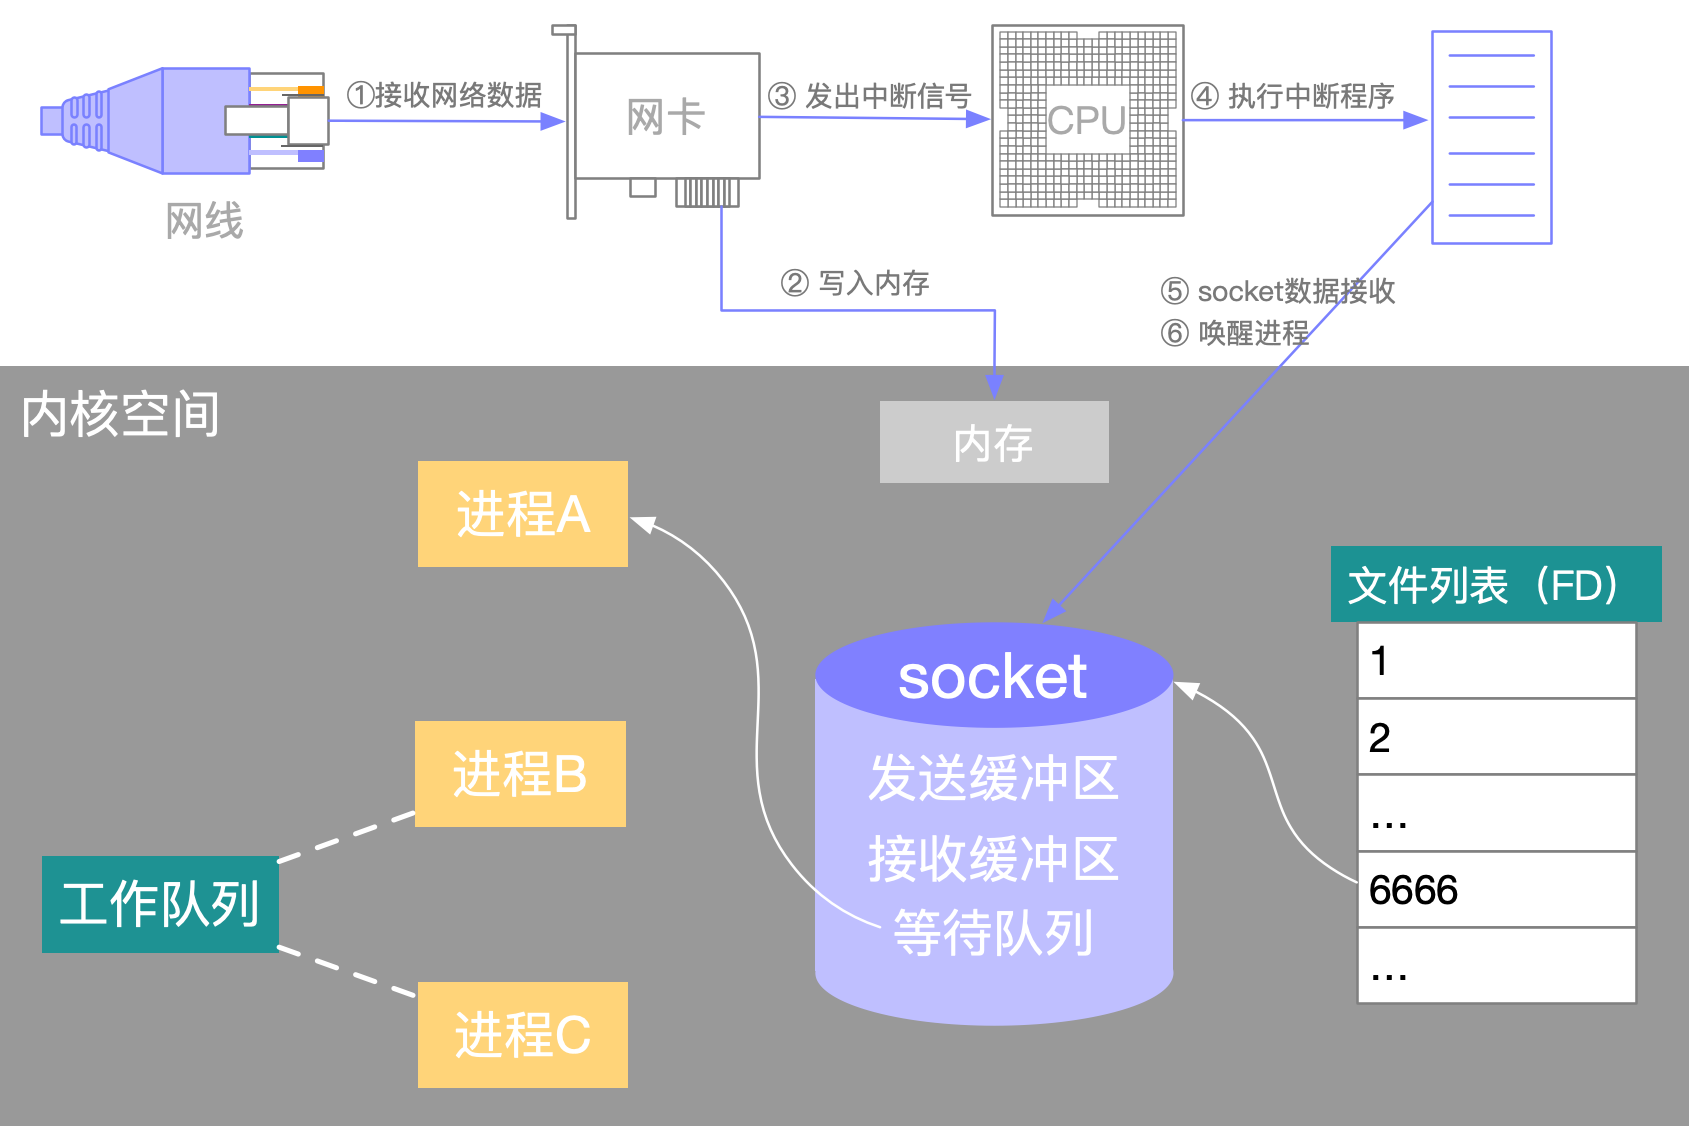 ①接收网络数据
网卡
③ 发出中断信号
CPU
④ 执行中断程序
网线
② 写入内存
⑤ socket数据接收
⑥ 唤醒进程
内核空间
内存
进程A
文件列表（FD）
1
2
...
6666
...
socket
发送缓冲区
接收缓冲区
等待队列
进程B
工作队列
进程C